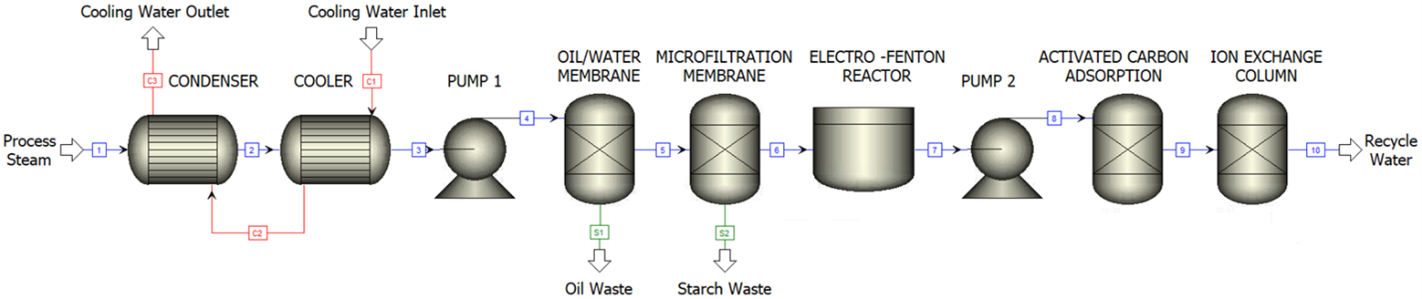 Cooling Water Outlet
Cooling Water Inlet
C3
CONDENSER
COOLER
C1
PUMP 1
OIL/WATER
MEMBRANE
MICROFILTRATION
MEMBRANE
ELECTRO -FENTON
REACTOR
PUMP 2
ACTIVATED CARBON
ADSORPTION
ION EXCHANGE
COLUMN
Process
Steam
1
2
3
4
5
6
7
8
9
10
Recycle
Water
C2
S1
S2
Oil Waste
Starch Waste